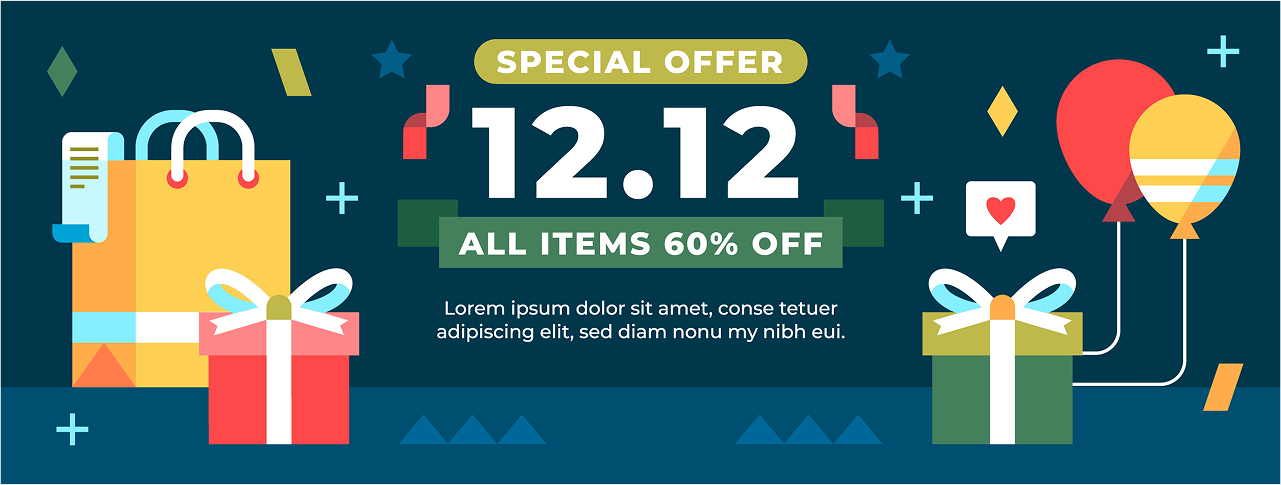 SPECIAL OFFER
12.12
ALL ITEMS 60% OFF
Lorem ipsum dolor sit amet, conse tetuer
adipiscing elit, sed diam nonu my nibh eui.